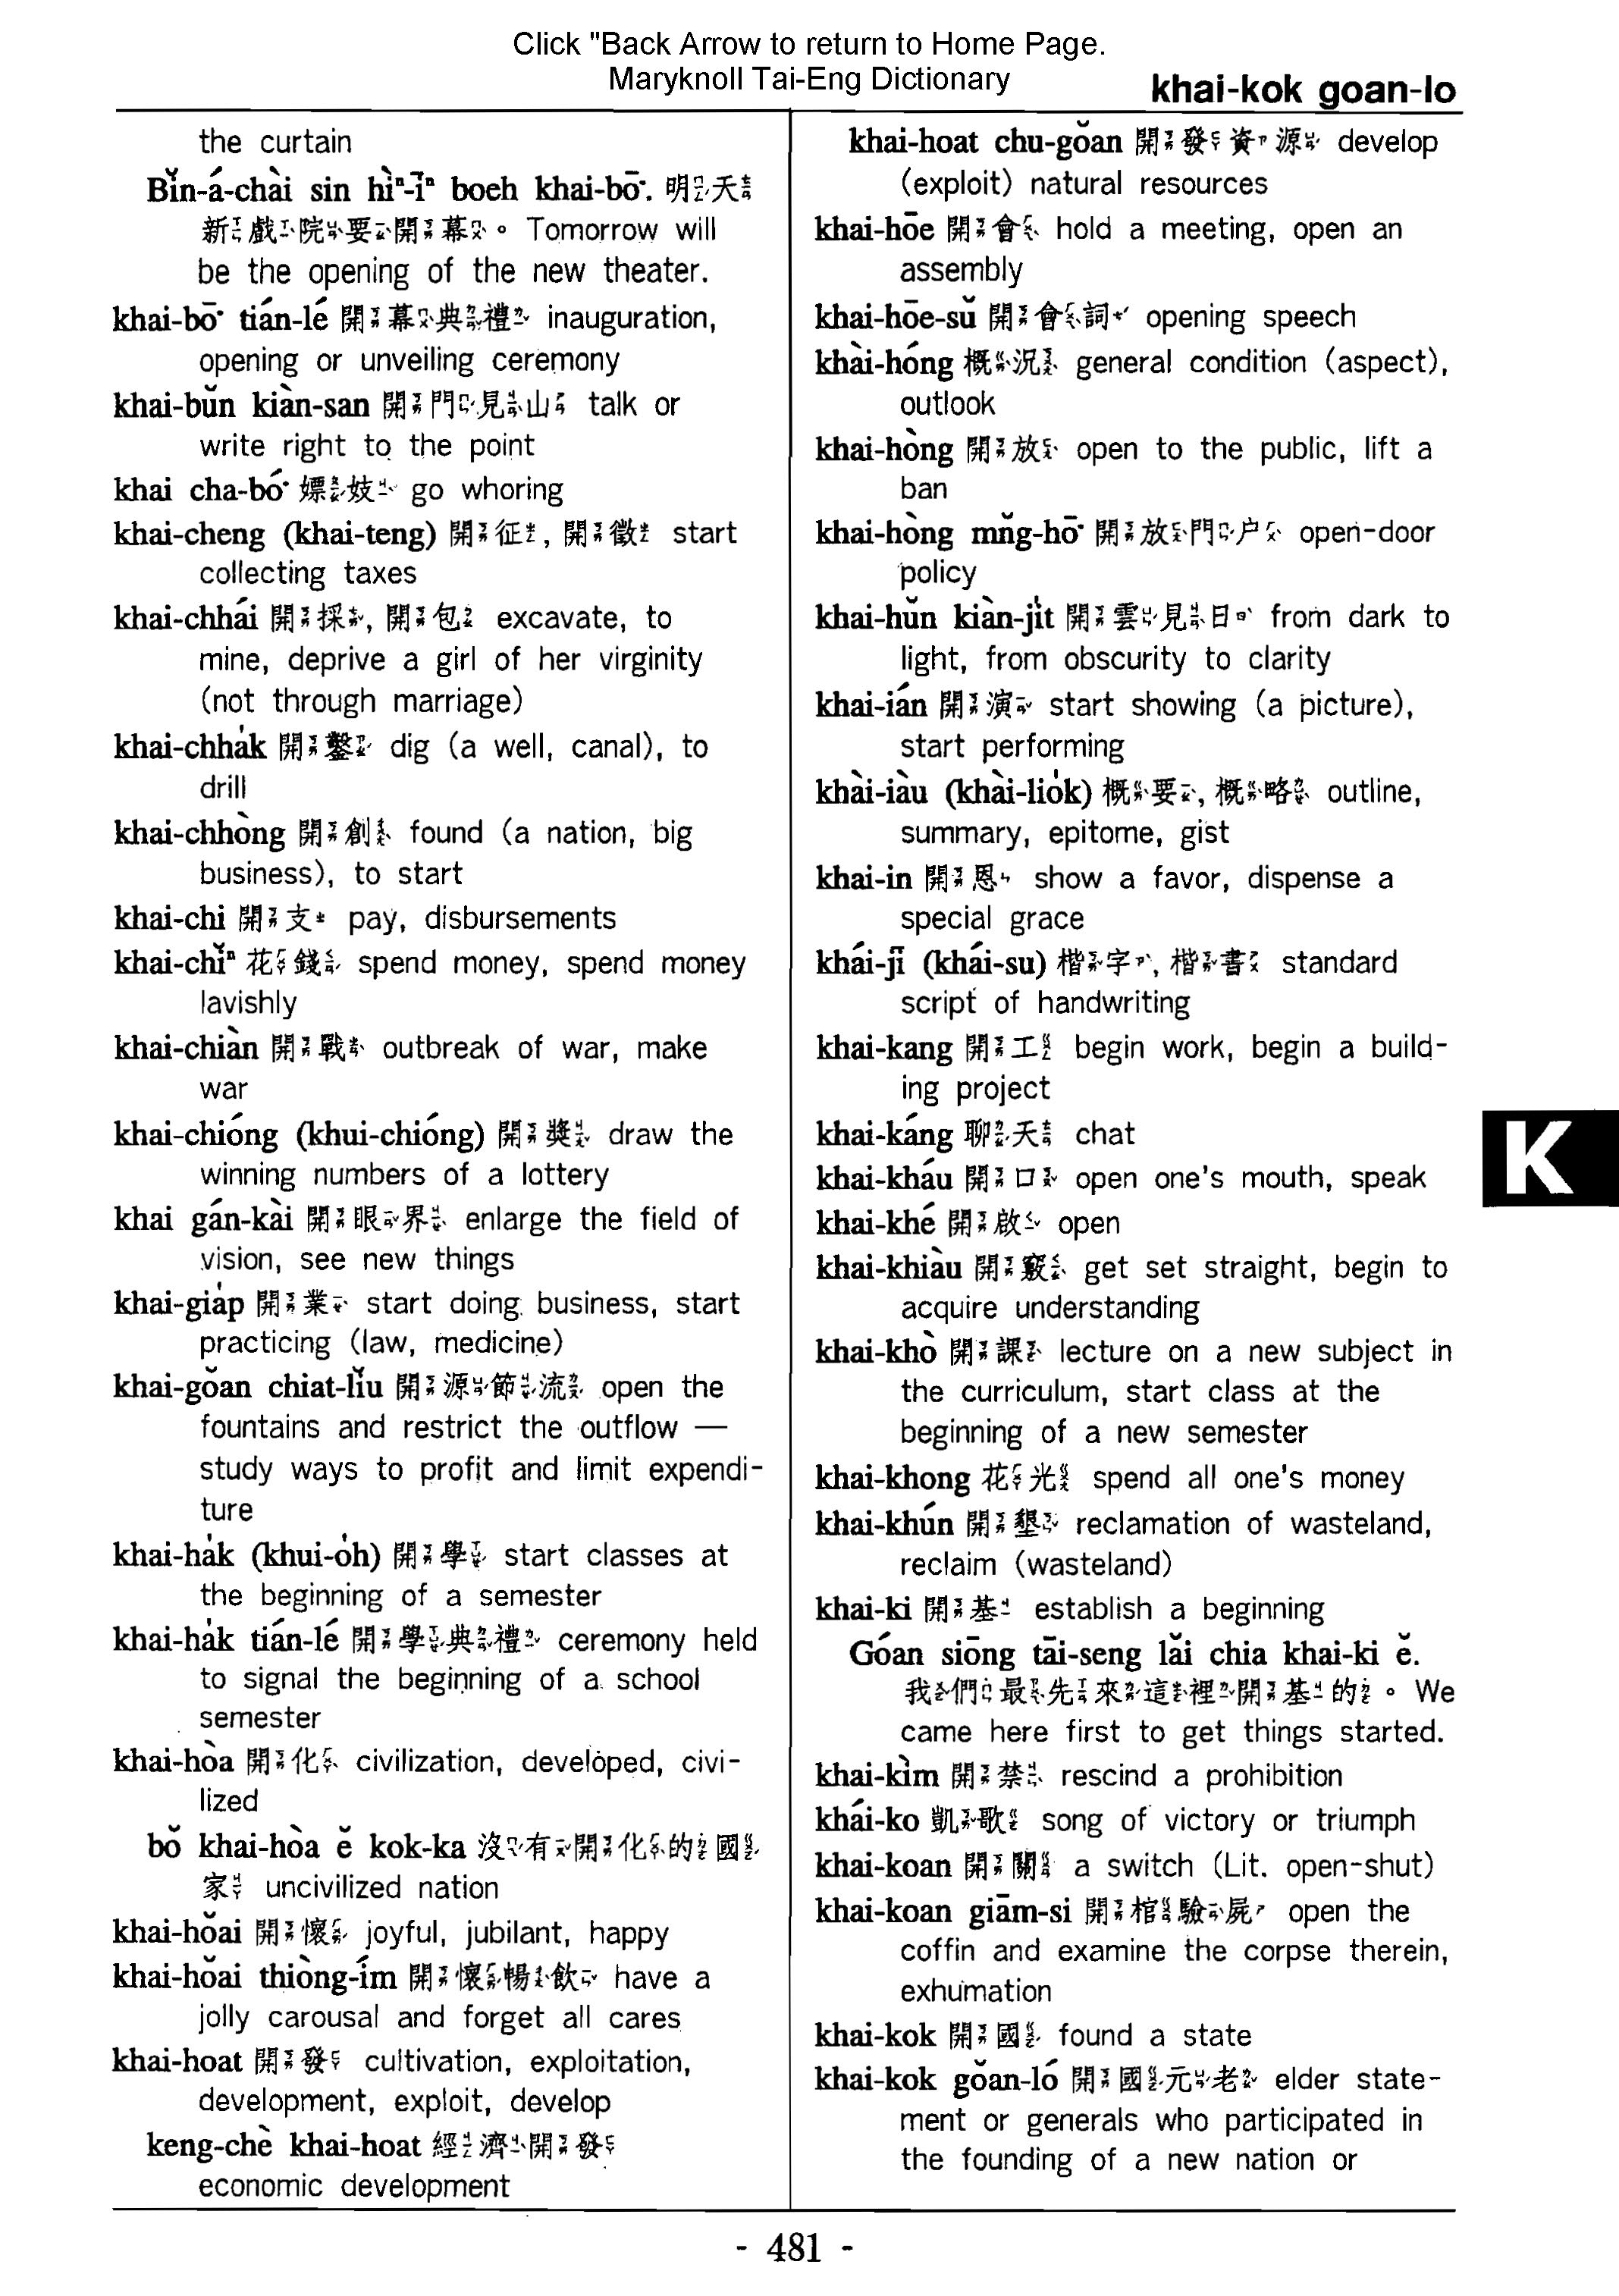 Click "Back Arrow to return to Home Page.
Maryknoll Tai-Eng Dictionary
khai-kok goan-lo
the curtain
Bĭn-á-chài sin hìⁿ-īⁿ boeh khai-bō͘. 明天
新戲院要開幕。 Tomorrow will
be the opening of the new theater.
khai-bō͘ tián-lé 開幕典禮 inauguration,
opening or unveiling ceremony
khai-bŭn kiàn-san 開門見山 talk or
write right to the point
khai cha-bó͘ 嫖妓 go whoring
khai-cheng (khai-teng) 開征, 開徵 start
collecting taxes
khai-chhái 開採, 開包 excavate, to
mine, deprive a girl of her virginity
(not through marriage)
khai-chha̍k 開鑿 dig (a well, canal), to
drill
khai-chhòng 開創 found (a nation, big
business), to start
khai-chi 開支 pay, disbursements
khai-chĭⁿ 花錢 spend money, spend money
lavishly
khai-chiàn 開戰 outbreak of war, make
war
khai-chióng (khui-chióng) 開獎 draw the
winning numbers of a lottery
khai gán-kài 開眼界 enlarge the field of
vision, see new things
khai-gia̍p 開業 start doing business, start
practicing (law, medicine)
khai-gŏan chiat-lĭu 開源節流 open the
fountains and restrict the outflow —
study ways to profit and limit expendi-
ture
khai-ha̍k (khui-o̍h) 開學 start classes at
the beginning of a semester
khai-ha̍k tián-lé 開學典禮 ceremony held
to signal the beginning of a school
semester
khai-hòa 開化 civilization, developed, civi-
lized
bŏ khai-hòa ĕ kok-ka 沒有開化的國
家 uncivilized nation
khai-hŏai 開懷 joyful, jubilant, happy
khai-hŏai thiòng-ím 開懷暢飲 have a
jolly carousal and forget all cares
khai-hoat 開發 cultivation, exploitation,
development, exploit, develop
keng-chè khai-hoat 經濟開發
economic development
khai-hoat chu-gŏan 開發資源 develop
(exploit) natural resources
khai-hōe 開會 hold a meeting, open an
assembly
khai-hōe-sŭ 開會詞 opening speech
khài-hóng 概況 general condition (aspect),
outlook
khai-hòng 開放 open to the public, lift a
ban
khai-hòng mn̆g-hō͘ 開放門户 open-door
policy
khai-hŭn kiàn-ji̍t 開雲見日 from dark to
light, from obscurity to clarity
khai-ián 開演 start showing (a picture),
start performing
khài-iàu (khài-lio̍k) 概要, 概略 outline,
summary, epitome, gist
khai-in 開恩 show a favor, dispense a
special grace
khái-jī (khái-su) 楷字, 楷書 standard
script of handwriting
khai-kang 開工 begin work, begin a build-
ing project
khai-káng 聊天 chat
khai-kháu 開口 open one's mouth, speak
khai-khé 開啟 open
khai-khiàu 開竅 get set straight, begin to
acquire understanding
khai-khò 開課 lecture on a new subject in
the curriculum, start class at the
beginning of a new semester
khai-khong 花光 spend all one's money
khai-khún 開墾 reclamation of wasteland,
reclaim (wasteland)
khai-ki 開基 establish a beginning
Góan siōng tāi-seng lăi chia khai-ki ĕ.
我們最先來這裡開基的。 We
came here first to get things started.
khai-kìm 開禁 rescind a prohibition
khái-ko 凱歌 song of victory or triumph
khai-koan 開關 a switch (Lit. open-shut)
khai-koan giām-si 開棺驗屍 open the
coffin and examine the corpse therein,
exhumation
khai-kok 開國 found a state
khai-kok gŏan-ló 開國元老 elder state-
ment or generals who participated in
the founding of a new nation or
K
- 481 -